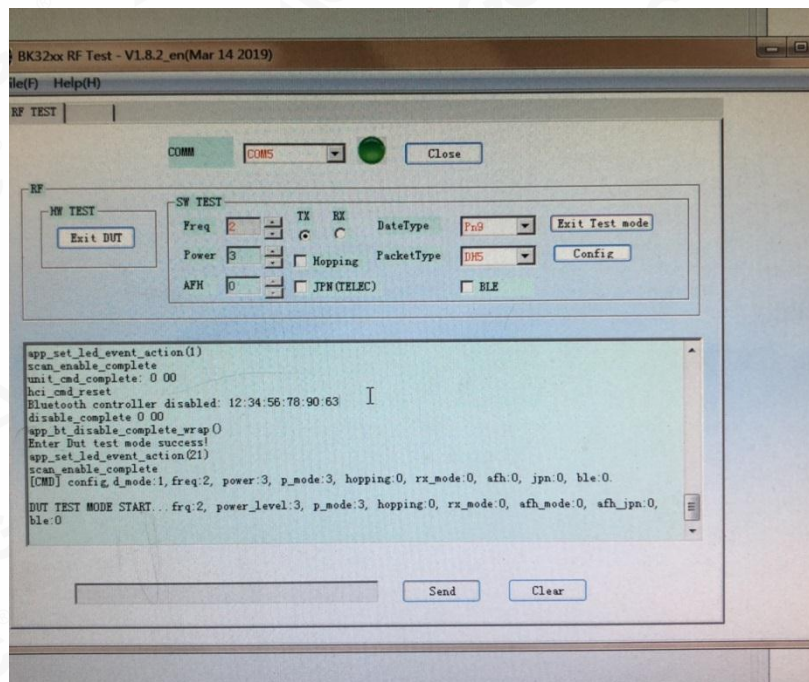 BK32xx RF Test - V1.8.2_en(Mar 14 2019)
ile(F) Help(H)
RF TEST
COMM COM5 Close
RF
HW TEST
Exit DUT
SW TEST
Freq 2 TX RX DateType Pn9 Exit Test mode
Power 3 Hopping PacketType DH5 Config
AFH 0 JPN(TELEC) BLE
app_set_led_event_action(1)
scan_enable_complete
unit_cmd_complete: 0 00
hci_cmd_reset
Bluetooth controller disabled: 12:34:56:78:90:63
disable_complete 0 00
app_bt_disable_complete_wrap()
Enter Dut test mode success!
app_set_led_event_action(21)
scan_enable_complete
[CMD] config, d_mode:1, freq:2, power:3, p_mode:3, hopping:0, rx_mode:0, afh:0, jpn:0, ble:0.
DUT TEST MODE START... frq:2, power_level:3, p_mode:3, hopping:0, rx_mode:0, afh_mode:0, afh_jpn:0,
ble:0
Send Clear